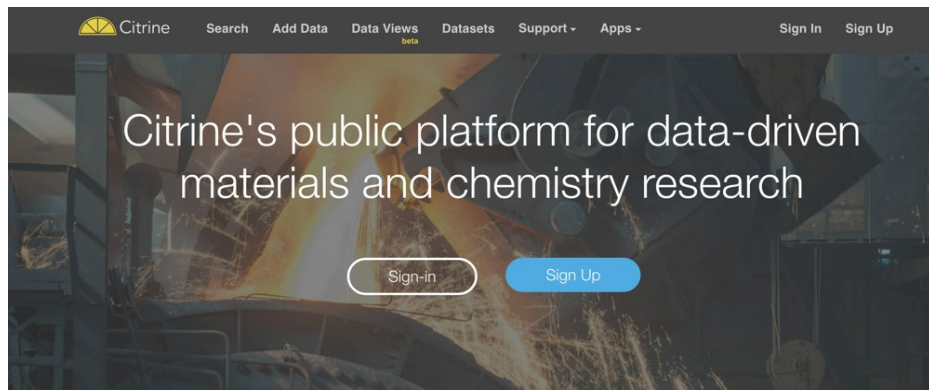 Citrine Search Add Data Data Views Datasets Support Apps Sign In Sign Up
beta
Citrine's public platform for data-driven
materials and chemistry research
Sign-in Sign Up